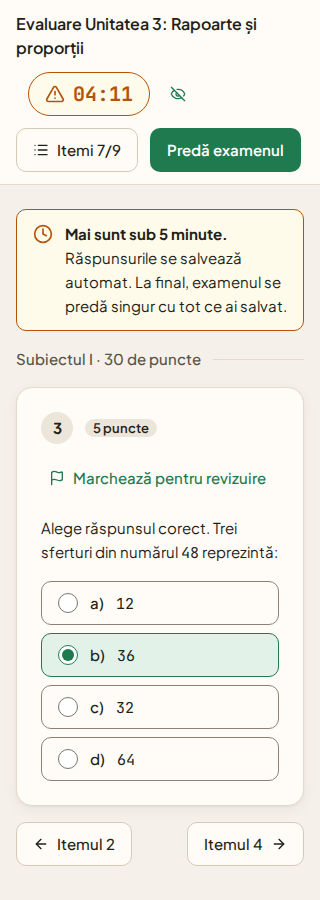 Evaluare Unitatea 3: Rapoarte și
proporții
04:11
Itemi 7/9
Predă examenul
Mai sunt sub 5 minute.
Răspunsurile se salvează
automat. La final, examenul se
predă singur cu tot ce ai salvat.
Subiectul I · 30 de puncte
3
5 puncte
Marchează pentru revizuire
Alege răspunsul corect. Trei
sferturi din numărul 48 reprezintă:
a) 12
b) 36
c) 32
d) 64
Itemul 2
Itemul 4